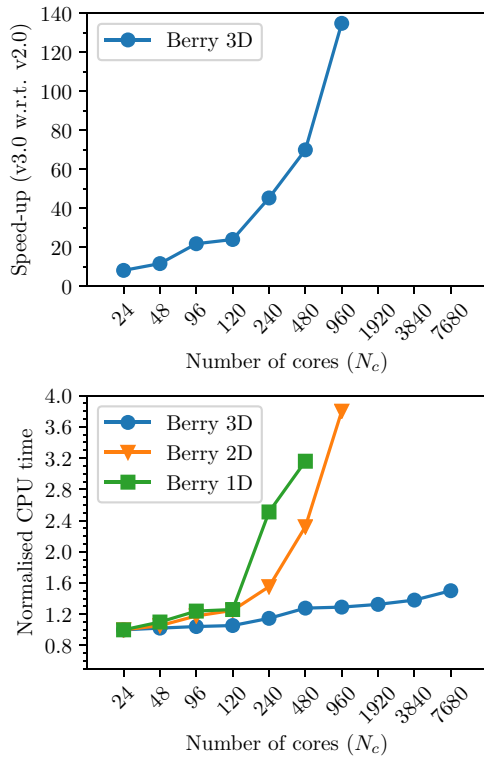 140
120
100
80
60
40
20
0
Speed-up (v3.0 w.r.t. v2.0)
Berry 3D
24 48 96 120 240 480 960 1920 3840 7680
Number of cores (N_c)
4.0
3.6
3.2
2.8
2.4
2.0
1.6
1.2
0.8
Normalised CPU time
Berry 3D
Berry 2D
Berry 1D
24 48 96 120 240 480 960 1920 3840 7680
Number of cores (N_c)